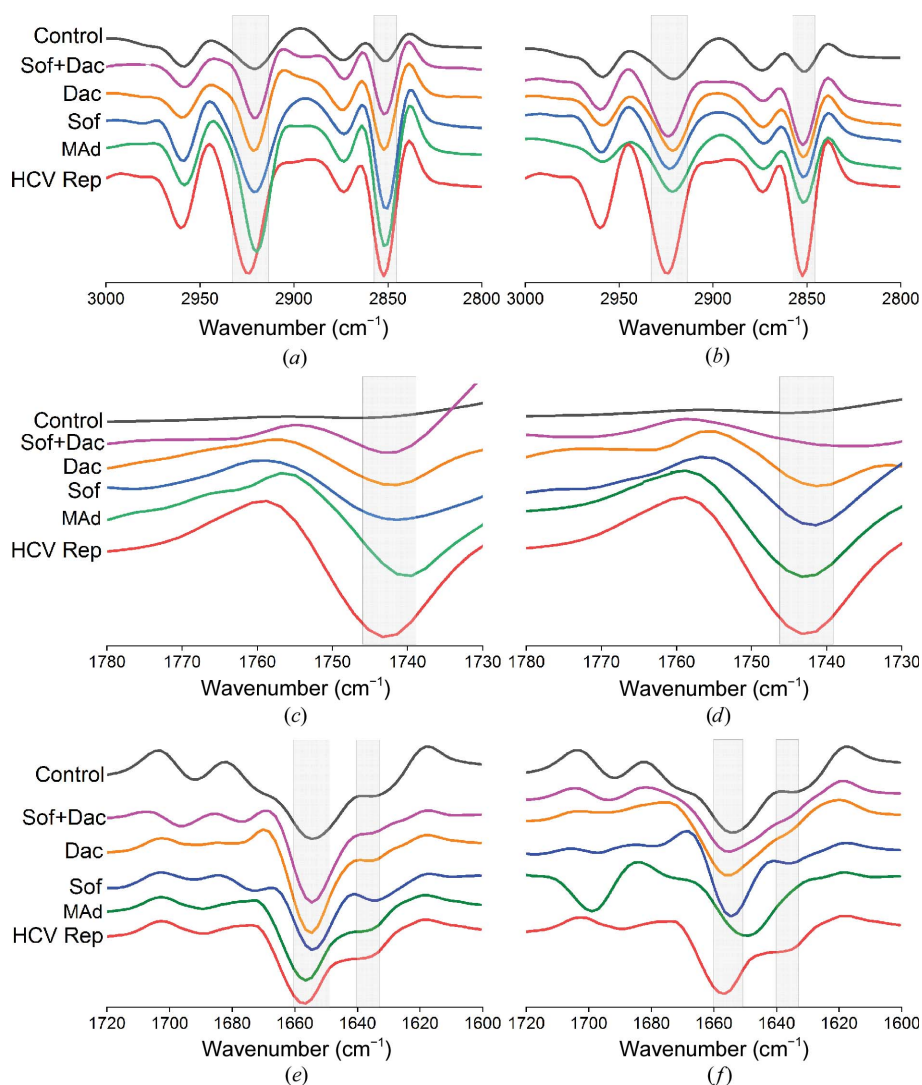 Control
Sof+Dac
Dac
Sof
MAd
HCV Rep
3000 2950 2900 2850 2800
Wavenumber (cm⁻¹)
(a)
3000 2950 2900 2850 2800
Wavenumber (cm⁻¹)
(b)
Control
Sof+Dac
Dac
Sof
MAd
HCV Rep
1780 1770 1760 1750 1740 1730
Wavenumber (cm⁻¹)
(c)
1780 1770 1760 1750 1740 1730
Wavenumber (cm⁻¹)
(d)
Control
Sof+Dac
Dac
Sof
MAd
HCV Rep
1720 1700 1680 1660 1640 1620 1600
Wavenumber (cm⁻¹)
(e)
1720 1700 1680 1660 1640 1620 1600
Wavenumber (cm⁻¹)
(f)